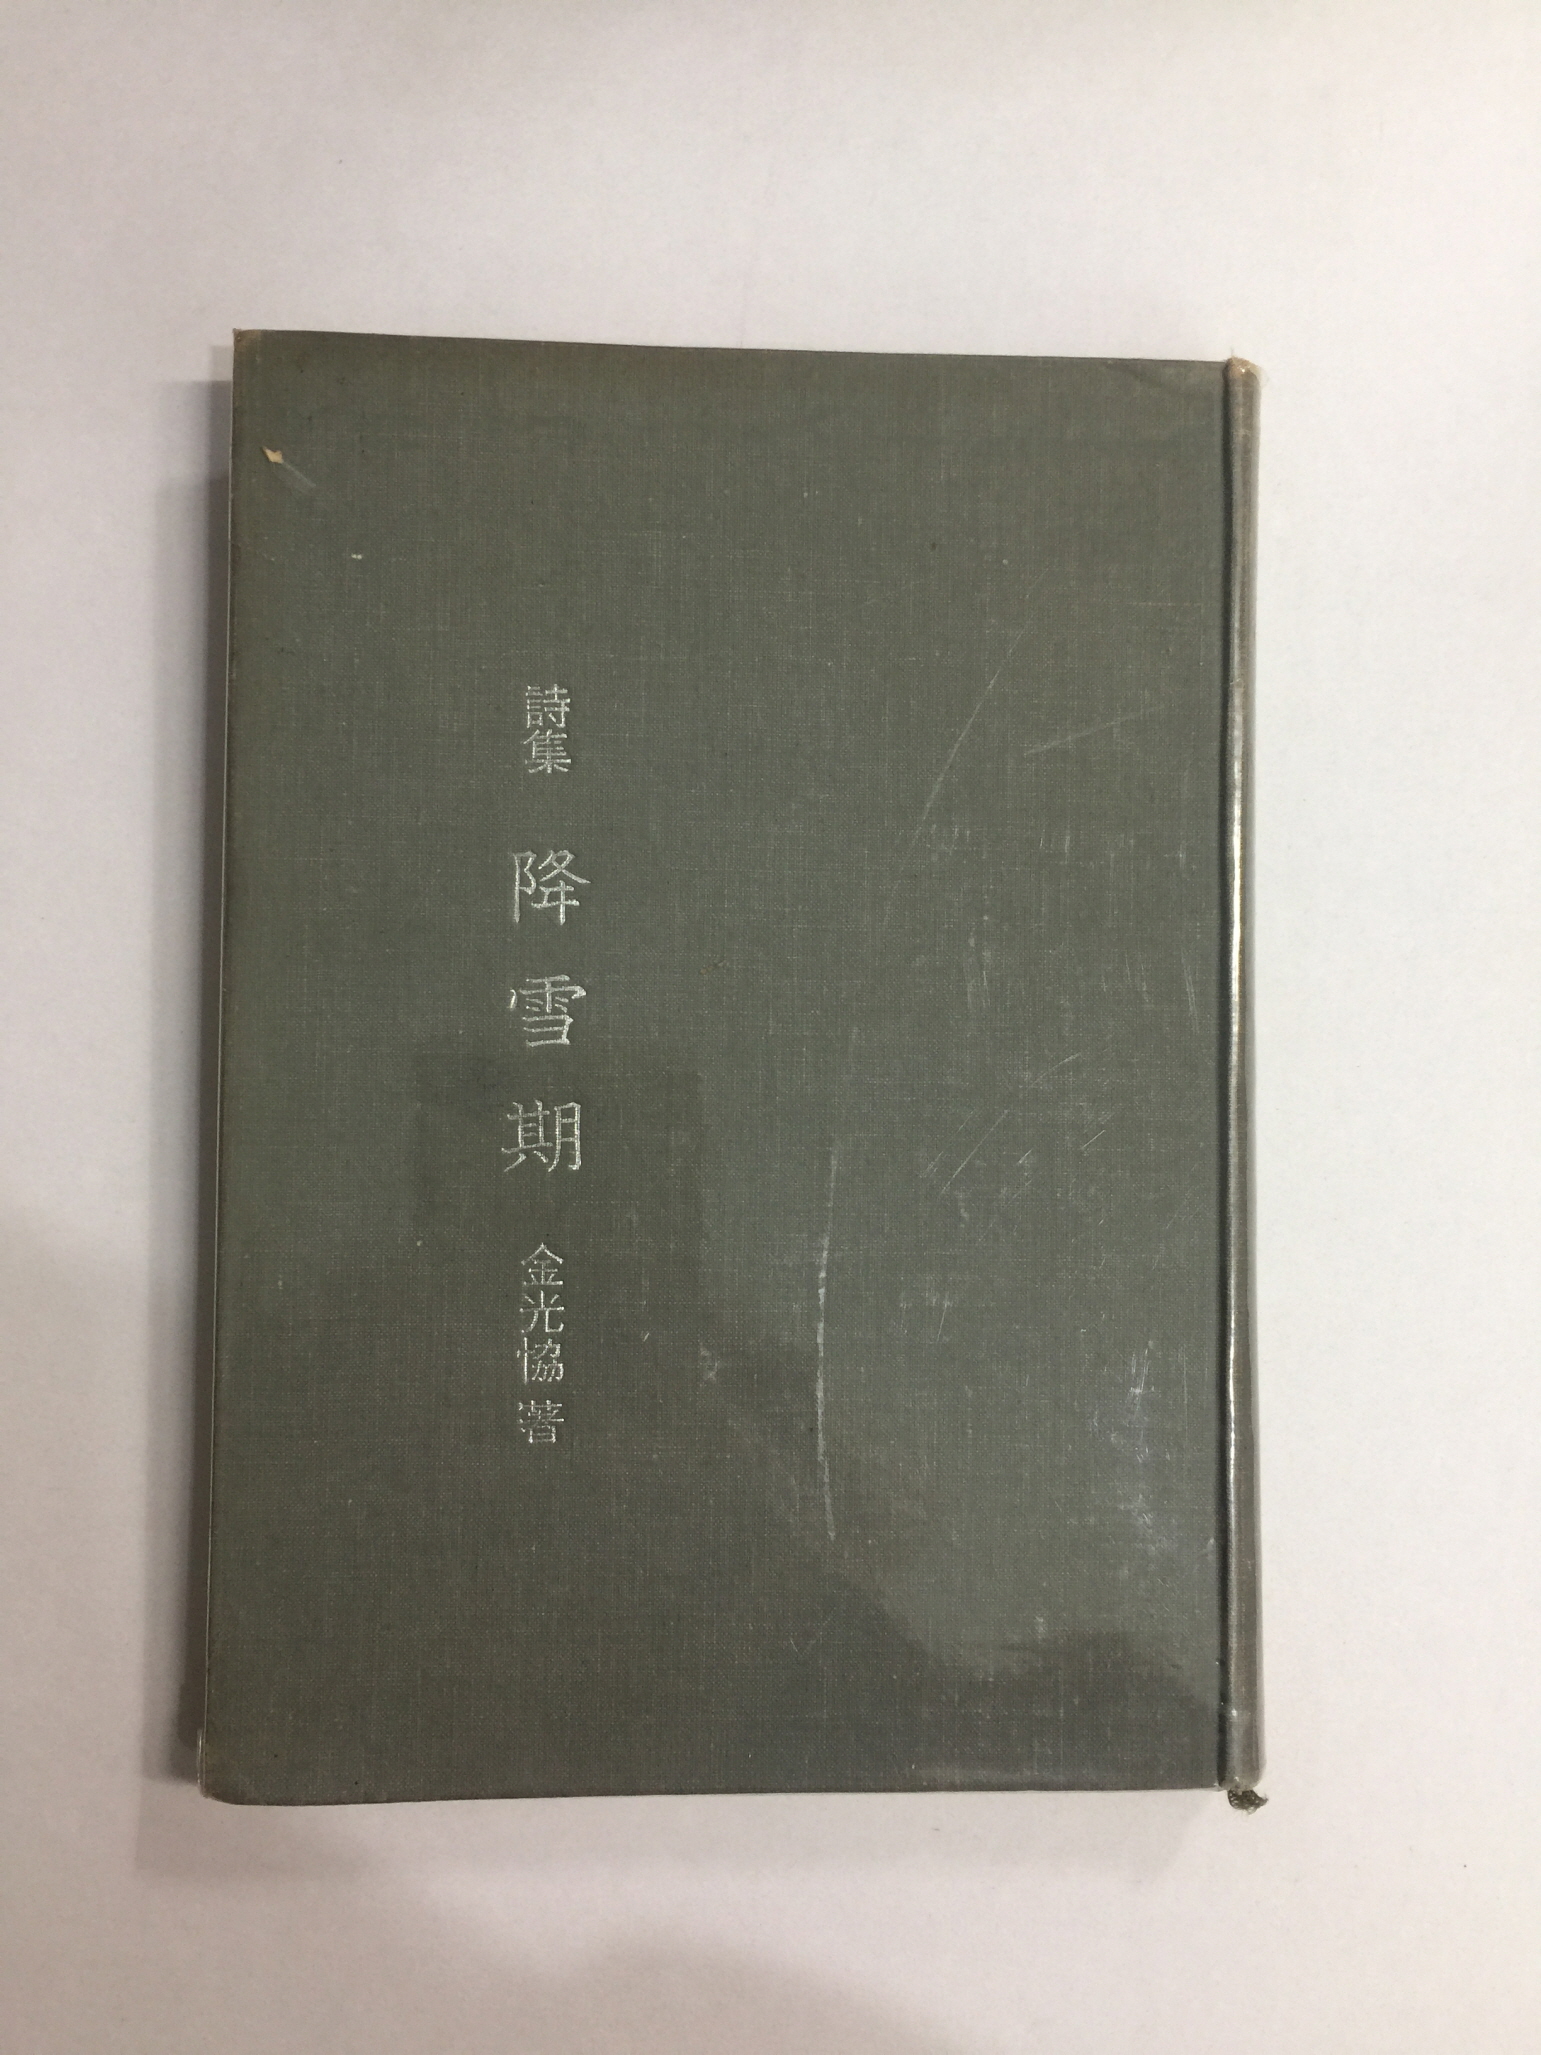 詩集 降雪期 金光協 著